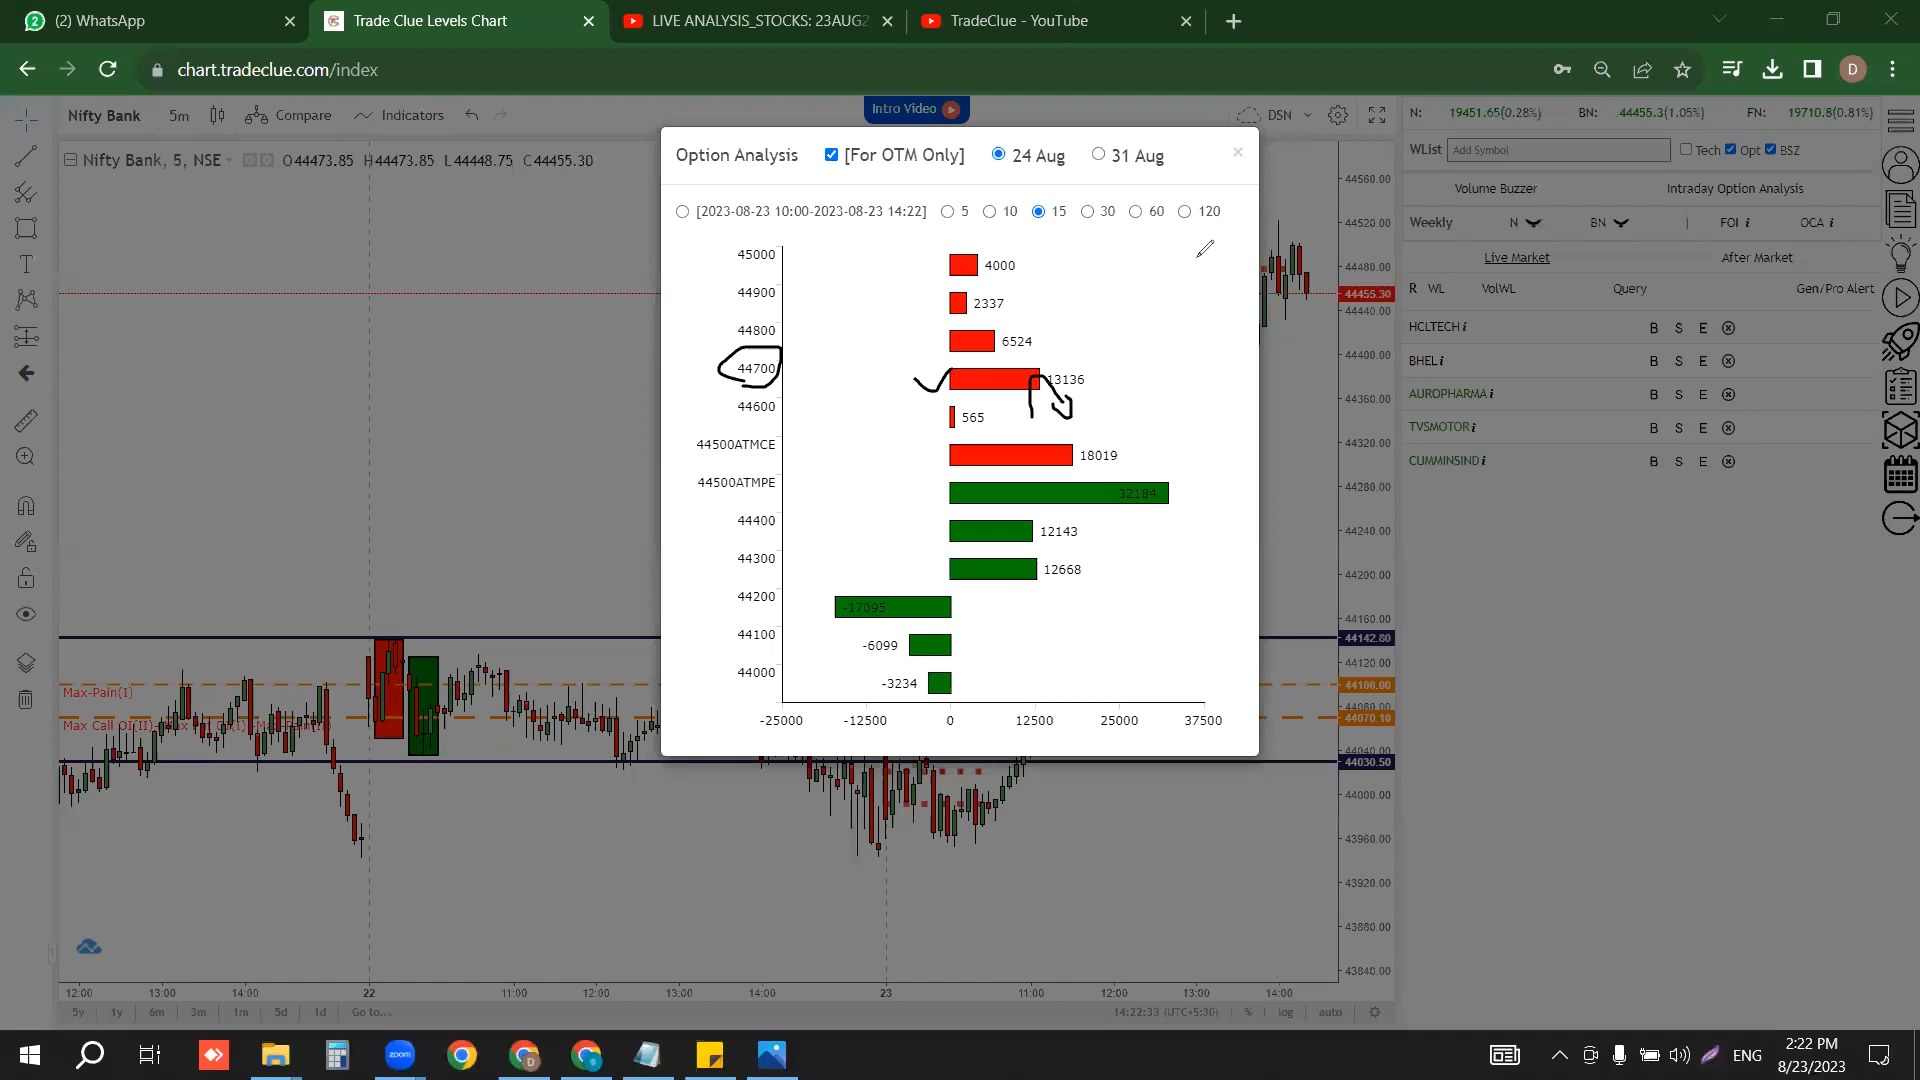 (2) WhatsApp
Trade Clue Levels Chart
LIVE ANALYSIS_STOCKS: 23AUG2
TradeClue - YouTube
chart.tradeclue.com/index
D
Nifty Bank
5m
Compare
Indicators
Intro Video
DSN
N: 19451.65(0.28%) BN: 44455.3(1.05%) FN: 19710.8(0.81%)
Nifty Bank, 5, NSE
O44473.85 H44473.85 L44448.75 C44455.30
WList Add Symbol Tech Opt BSZ
Volume Buzzer Intraday Option Analysis
Weekly N BN | FOI i OCA i
Live Market After Market
R WL VolWL Query Gen/Pro Alert
HCLTECH i B S E
BHEL i B S E
AUROPHARMA i B S E
TVSMOTOR i B S E
CUMMINSIND i B S E
Option Analysis [For OTM Only] 24 Aug 31 Aug ×
[2023-08-23 10:00-2023-08-23 14:22] 5 10 15 30 60 120
45000 4000
44900 2337
44800 6524
44700 13136
44600 565
44500ATMCE 18019
44500ATMPE 32184
44400 12143
44300 12668
44200 -17095
44100 -6099
44000 -3234
-25000 -12500 0 12500 25000 37500
44560.00
44520.00
44480.00
44455.30
44440.00
44400.00
44360.00
44320.00
44280.00
44240.00
44200.00
44160.00
44142.80
44120.00
44100.00
44080.00
44070.10
44040.00
44030.50
44000.00
43960.00
43920.00
43880.00
43840.00
Max-Pain(I)
12:00 13:00 14:00 22 11:00 12:00 13:00 14:00 23 11:00 12:00 13:00 14:00
5y 1y 6m 3m 1m 5d 1d Go to...
14:22:33 (UTC+5:30) % log auto
zoom
D
S
ENG
2:22 PM
8/23/2023